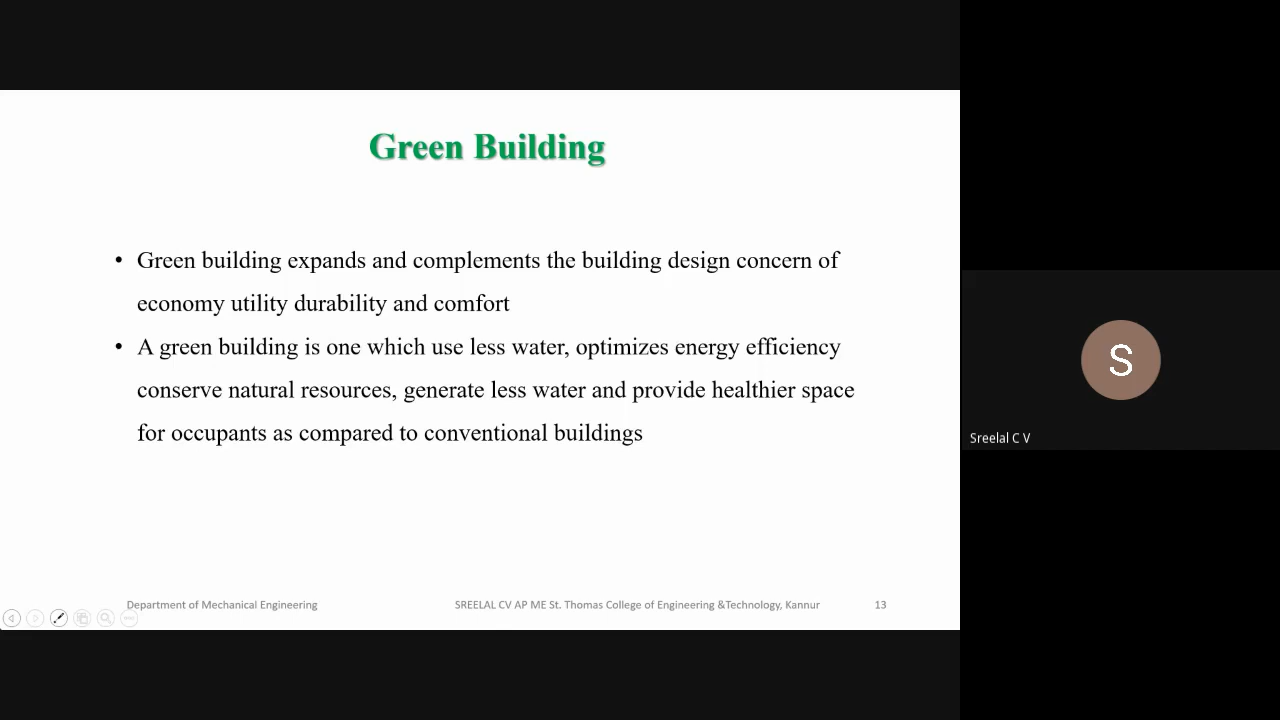 Green Building
• Green building expands and complements the building design concern of
economy utility durability and comfort
• A green building is one which use less water, optimizes energy efficiency
conserve natural resources, generate less water and provide healthier space
for occupants as compared to conventional buildings
Department of Mechanical Engineering
SREELAL CV AP ME St. Thomas College of Engineering &Technology, Kannur
13
S
Sreelal C V